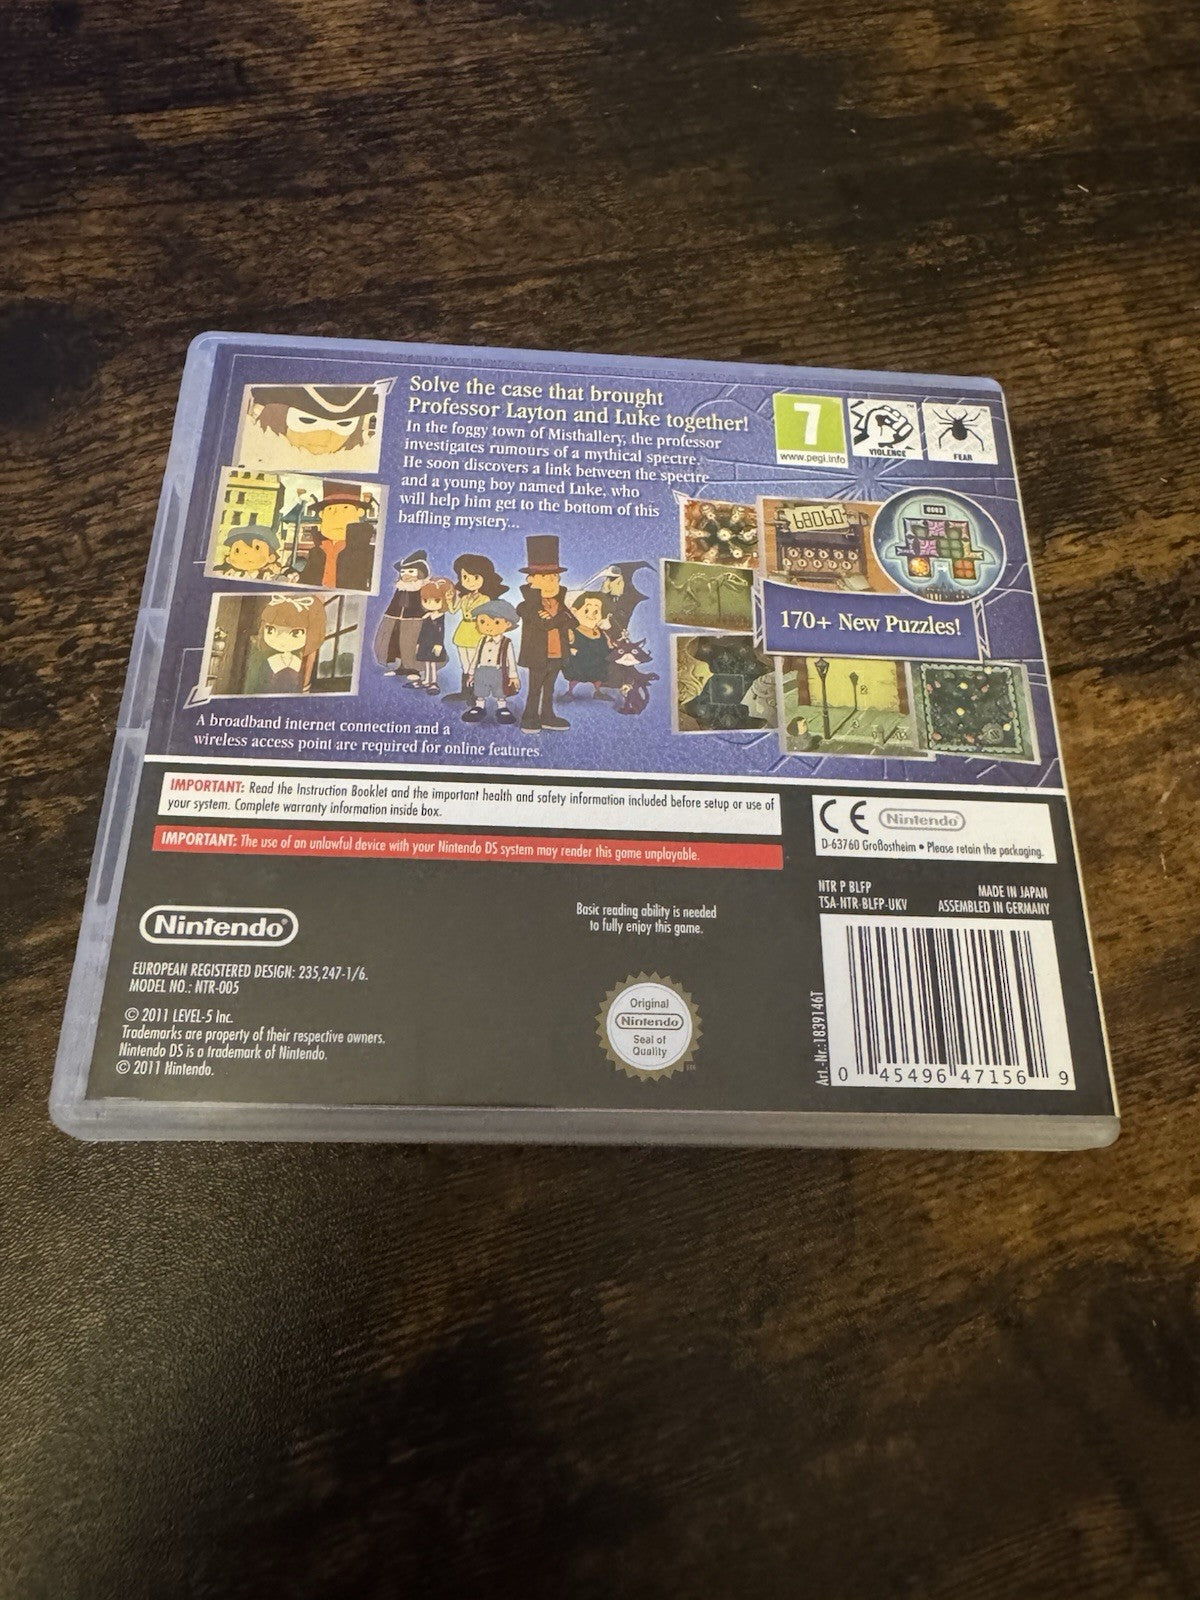 Solve the case that brought
Professor Layton and Luke together!
In the foggy town of Misthallery, the professor
investigates rumours of a mythical spectre.
He soon discovers a link between the spectre
and a young boy named Luke, who
will help him get to the bottom of this
baffling mystery...
7
www.pegi.info
VIOLENCE
FEAR
170+ New Puzzles!
A broadband internet connection and a
wireless access point are required for online features.
IMPORTANT: Read the Instruction Booklet and the important health and safety information included before setup or use of
your system. Complete warranty information inside box.
IMPORTANT: The use of an unlawful device with your Nintendo DS system may render this game unplayable.
CE Nintendo
D-63760 Großostheim • Please retain the packaging.
NTR P BLFP
TSA-NTR-BLFP-UKV
MADE IN JAPAN
ASSEMBLED IN GERMANY
Nintendo®
Basic reading ability is needed
to fully enjoy this game.
EUROPEAN REGISTERED DESIGN: 235,247-1/6.
MODEL NO.: NTR-005
© 2011 LEVEL-5 Inc.
Trademarks are property of their respective owners.
Nintendo DS is a trademark of Nintendo.
© 2011 Nintendo.
Original
Nintendo
Seal of
Quality
Art.-Nr.: 1839146T
0 45496 47156 9